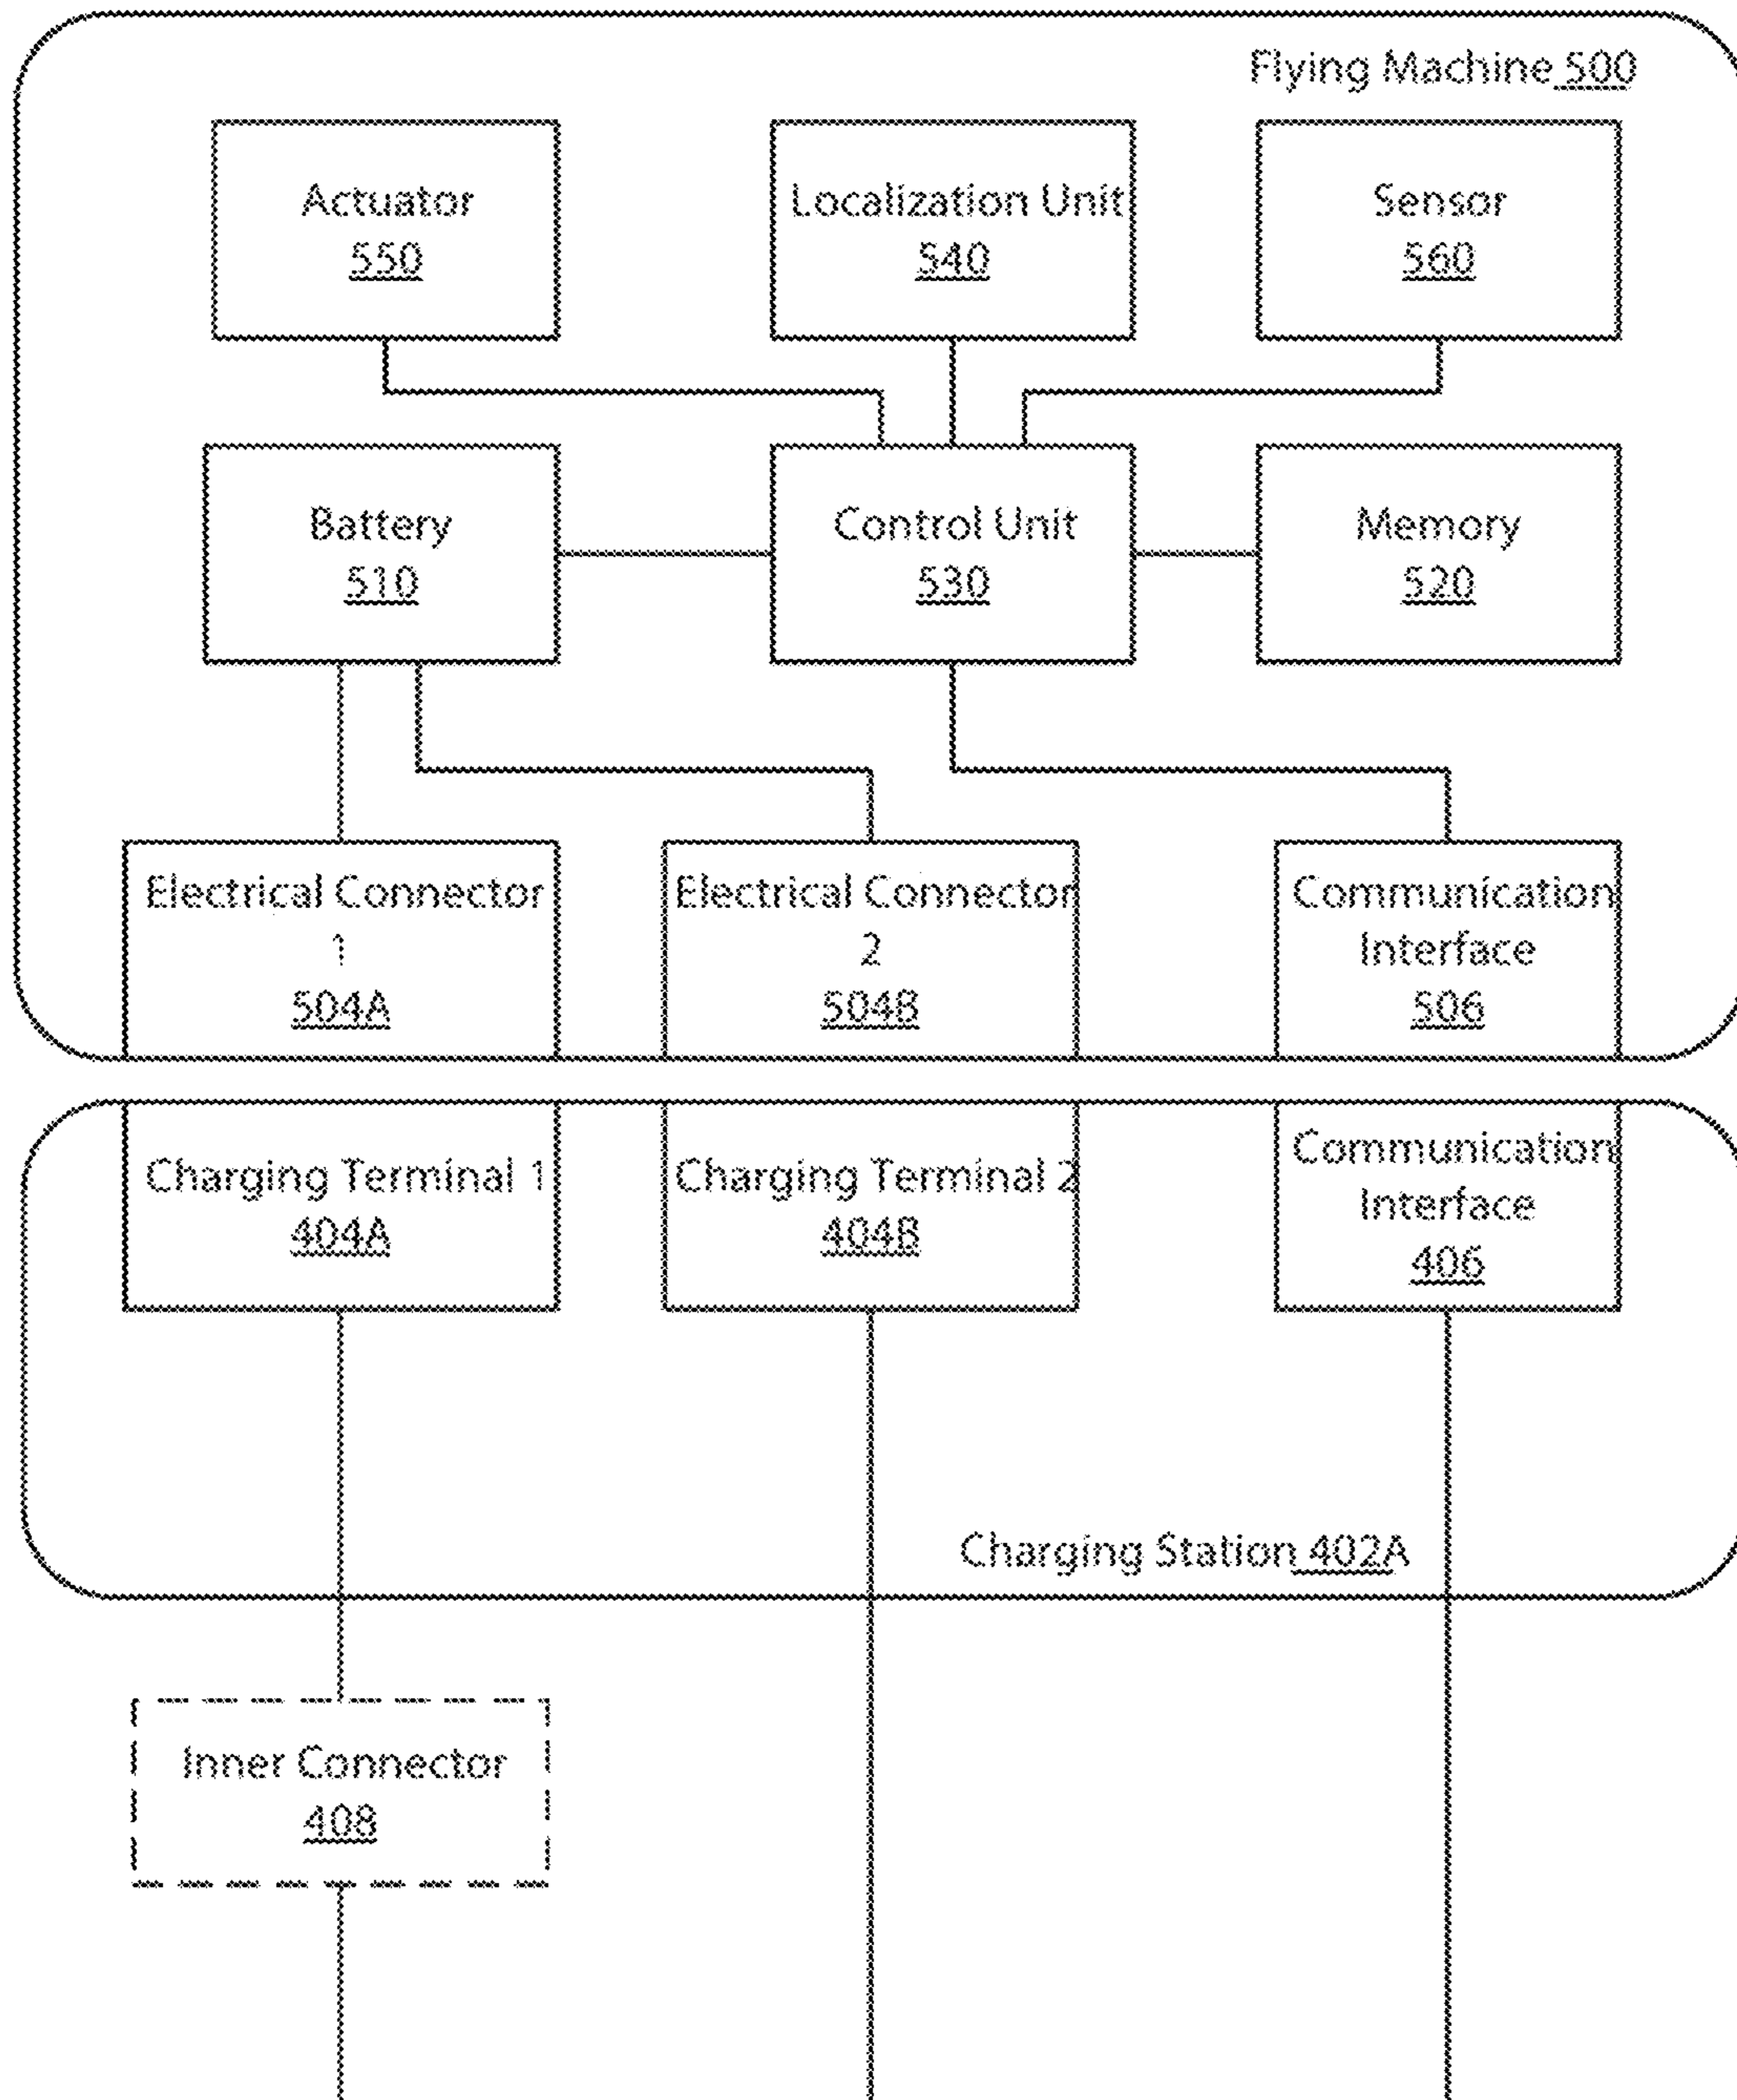 Flying Machine 500
Actuator
550
Localization Unit
540
Sensor
560
Battery
510
Control Unit
530
Memory
520
Electrical Connector
1
504A
Electrical Connector
2
504B
Communication
Interface
506
Charging Terminal 1
404A
Charging Terminal 2
404B
Communication
Interface
406
Charging Station 402A
Inner Connector
408